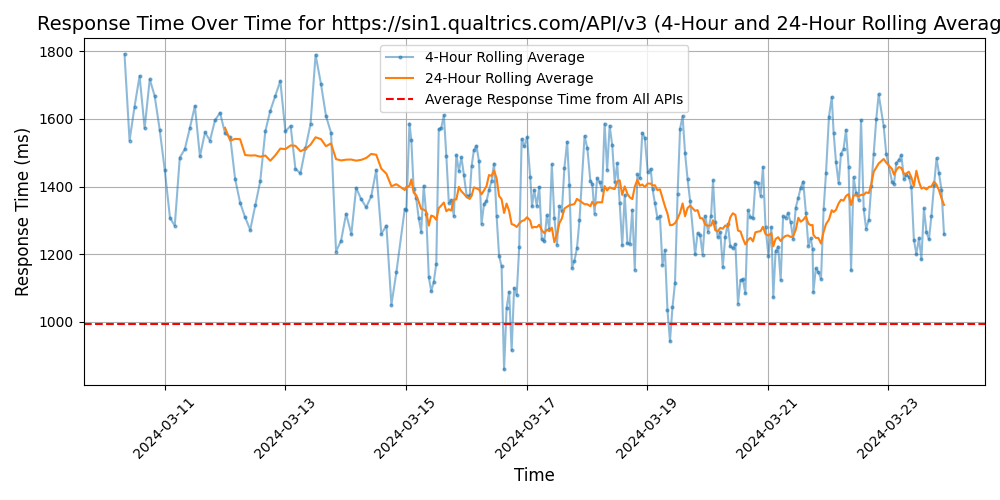 Response Time Over Time for https://sin1.qualtrics.com/API/v3 (4-Hour and 24-Hour Rolling Averag
4-Hour Rolling Average
24-Hour Rolling Average
Average Response Time from All APIs
Response Time (ms)
1800
1600
1400
1200
1000
2024-03-11
2024-03-13
2024-03-15
2024-03-17
2024-03-19
2024-03-21
2024-03-23
Time